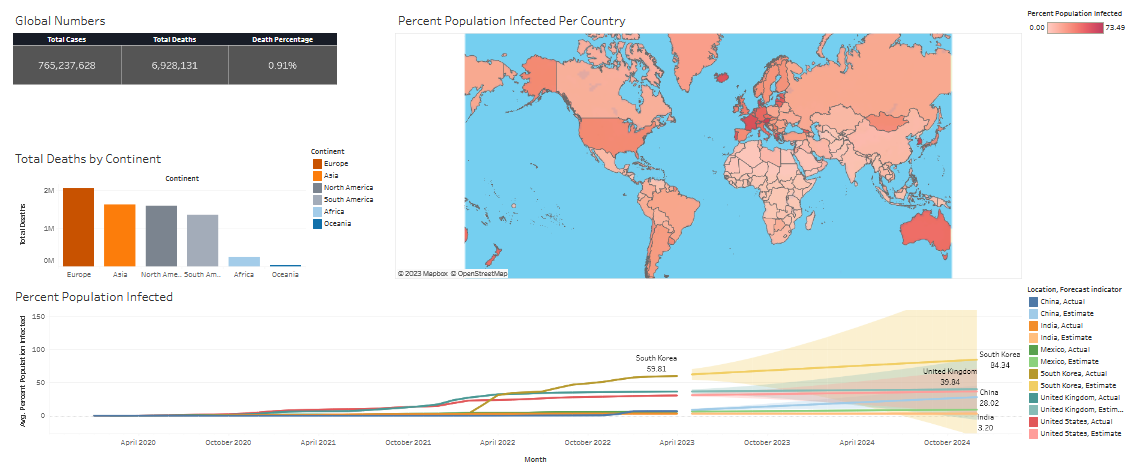 Global Numbers
Total Cases Total Deaths Death Percentage
765,237,628 6,928,131 0.91%
Percent Population Infected Per Country
Percent Population Infected
0.00 73.49
© 2023 Mapbox © OpenStreetMap
Total Deaths by Continent
Continent
Total Deaths
2M
1M
0M
Europe Asia North Ame.. South Am.. Africa Oceania
Continent
Europe
Asia
North America
South America
Africa
Oceania
Percent Population Infected
Avg. Percent Population Infected
150
100
50
0
South Korea
59.81
South Korea
84.34
United Kingdom
39.84
China
28.02
India
3.20
April 2020 October 2020 April 2021 October 2021 April 2022 October 2022 April 2023 October 2023 April 2024 October 2024
Month
Location, Forecast indicator
China, Actual
China, Estimate
India, Actual
India, Estimate
Mexico, Actual
Mexico, Estimate
South Korea, Actual
South Korea, Estimate
United Kingdom, Actual
United Kingdom, Estim...
United States, Actual
United States, Estimate